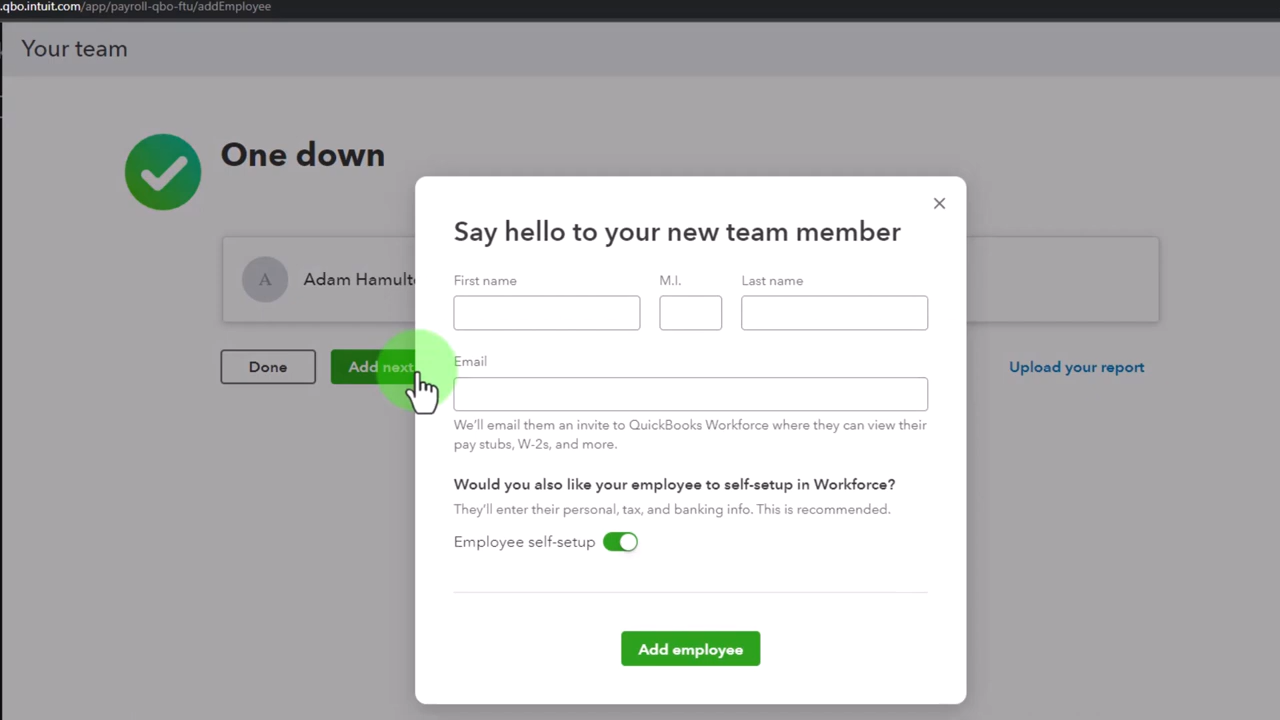 .qbo.intuit.com/app/payroll-qbo-ftu/addEmployee
Your team
One down
A
Adam Hamult
Done
Add next
Upload your report
Say hello to your new team member
First name
M.I.
Last name
Email
We'll email them an invite to QuickBooks Workforce where they can view their
pay stubs, W-2s, and more.
Would you also like your employee to self-setup in Workforce?
They'll enter their personal, tax, and banking info. This is recommended.
Employee self-setup
Add employee